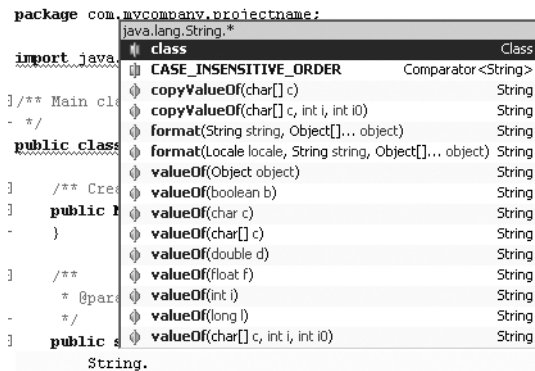 package com.mycompany.projectname;
java.lang.String.*
class Class
import java.
CASE_INSENSITIVE_ORDER Comparator<String>
/** Main cla
copyValueOf(char[] c) String
*/
copyValueOf(char[] c, int i, int i0) String
format(String string, Object[]... object) String
public class
format(Locale locale, String string, Object[]... object) String
valueOf(Object object) String
/** Crea
valueOf(boolean b) String
public M
valueOf(char c) String
}
valueOf(char[] c) String
valueOf(double d) String
/**
valueOf(float f) String
* @para
valueOf(int i) String
*/
valueOf(long l) String
public s
valueOf(char[] c, int i, int i0) String
String.